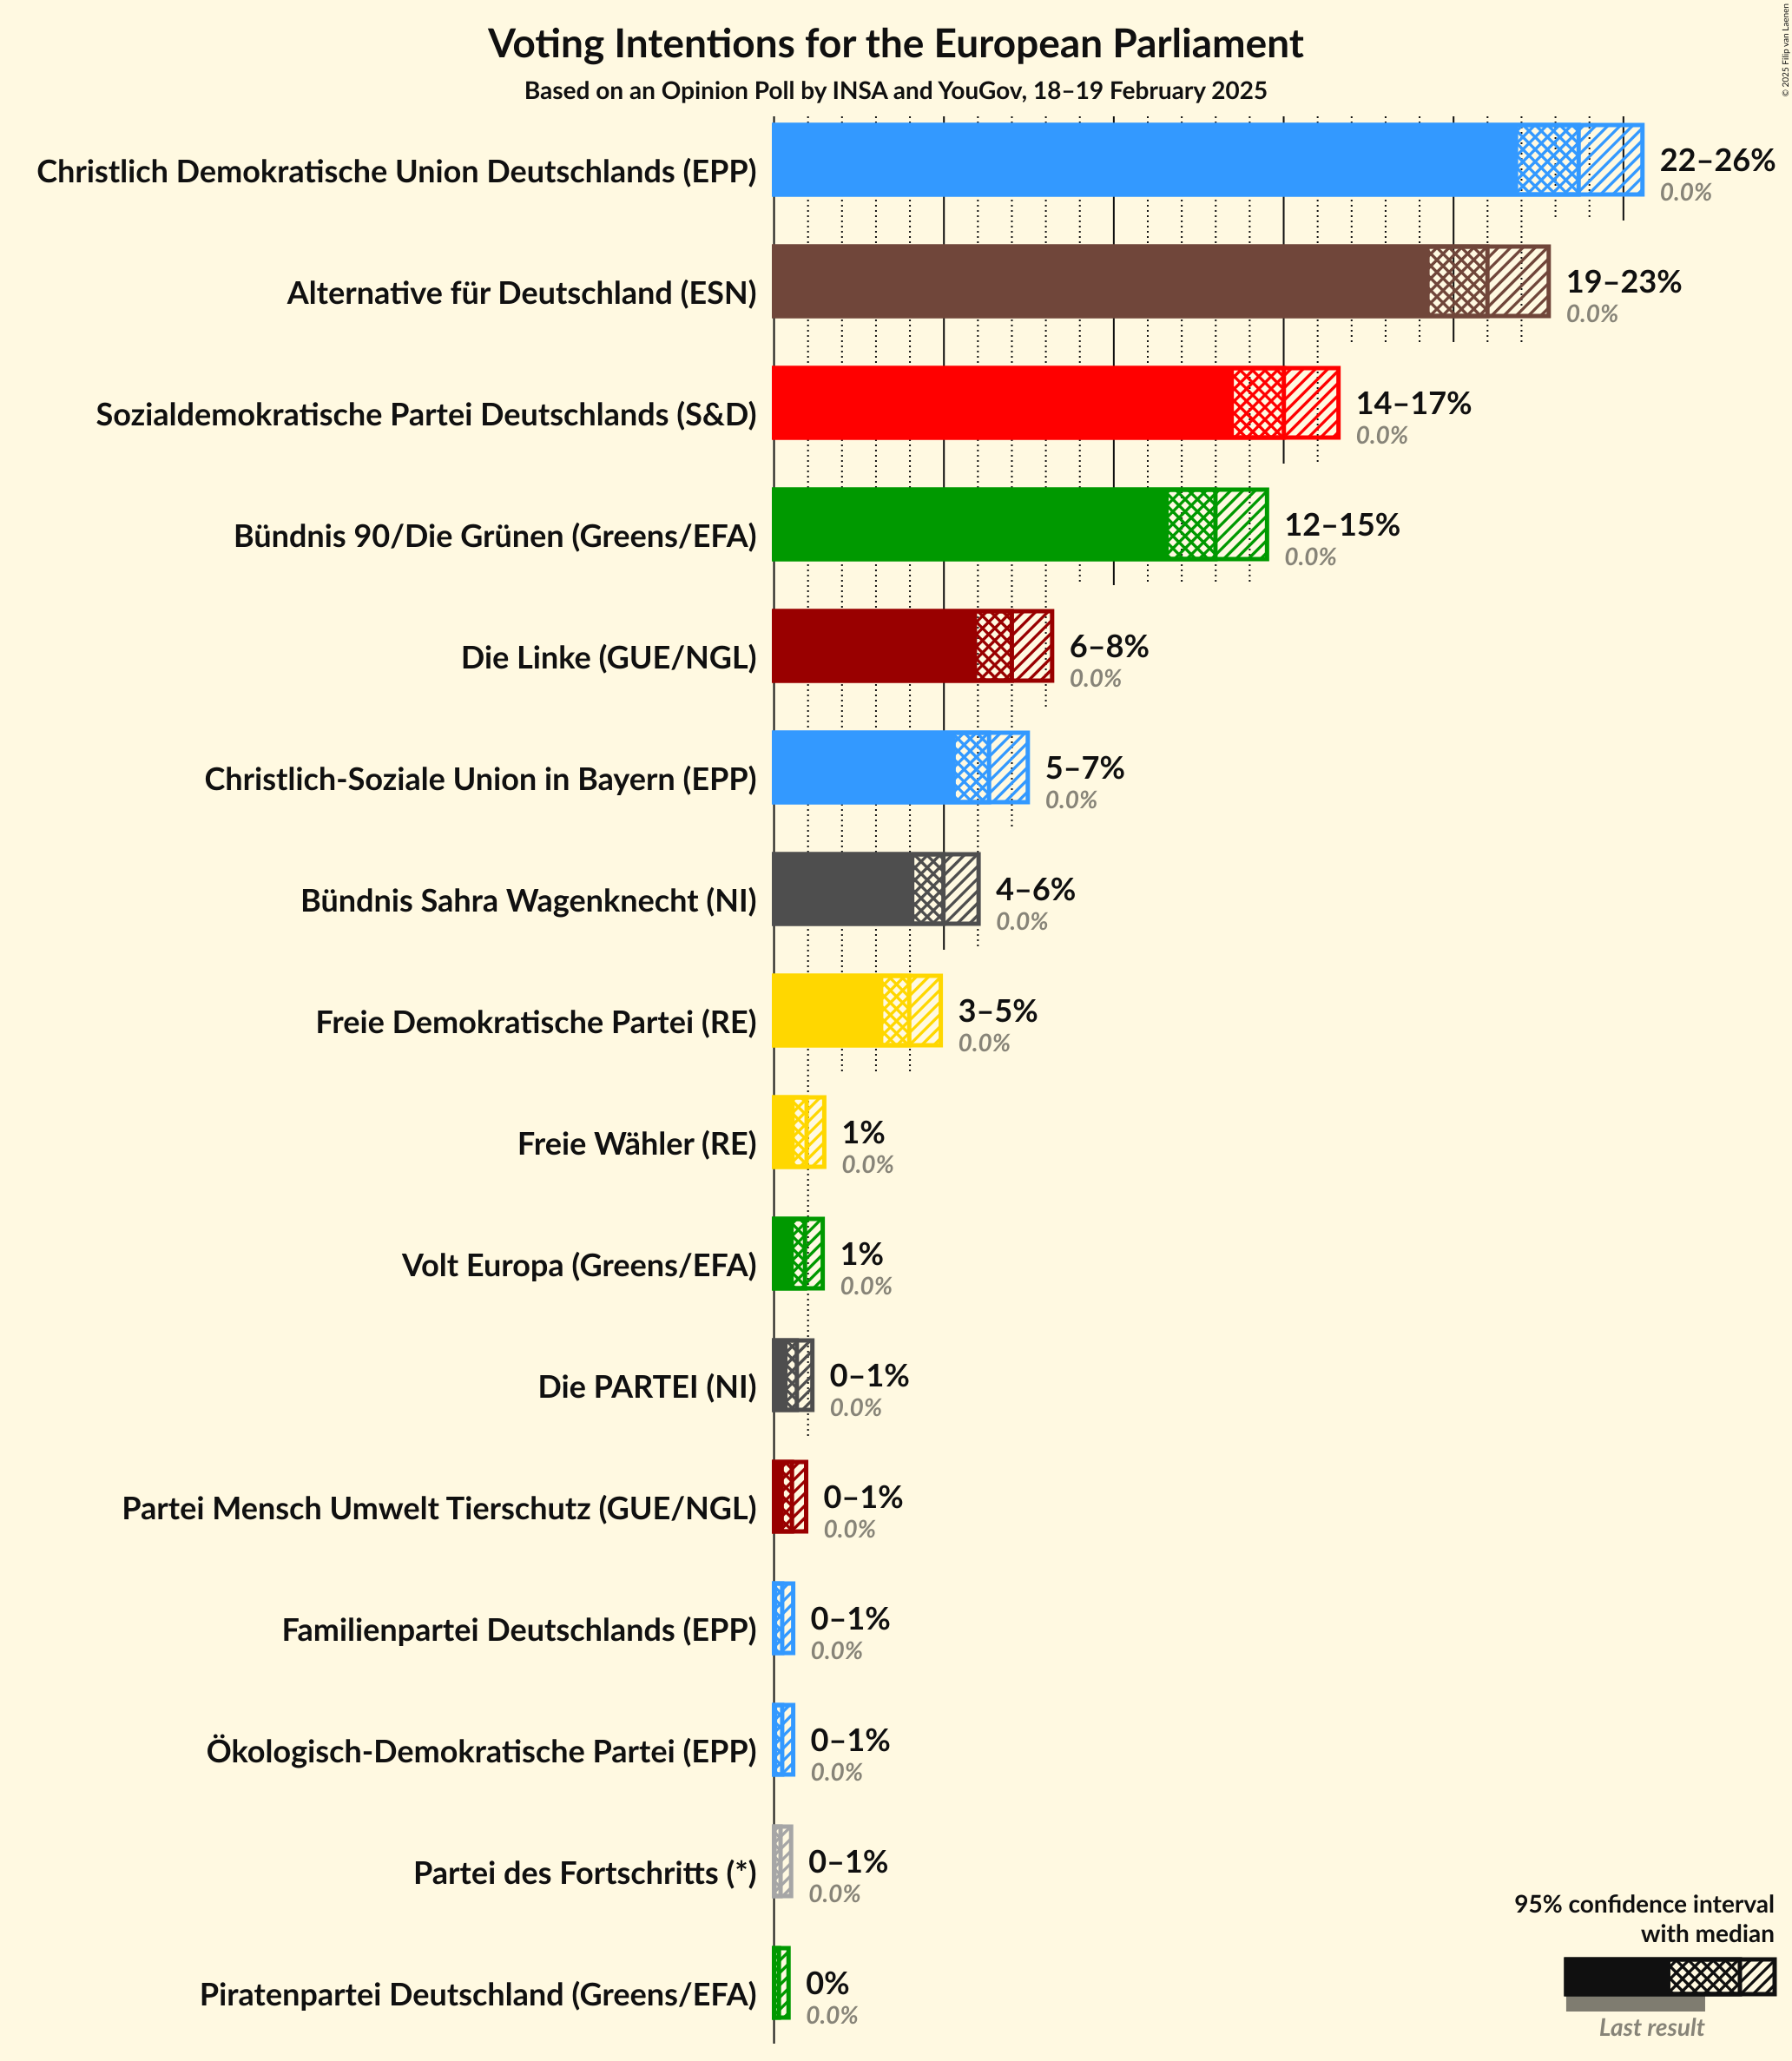 Voting Intentions for the European Parliament
Based on an Opinion Poll by INSA and YouGov, 18–19 February 2025
© 2025 Filip van Laenen
Christlich Demokratische Union Deutschlands (EPP)
22–26%
0.0%
Alternative für Deutschland (ESN)
19–23%
0.0%
Sozialdemokratische Partei Deutschlands (S&D)
14–17%
0.0%
Bündnis 90/Die Grünen (Greens/EFA)
12–15%
0.0%
Die Linke (GUE/NGL)
6–8%
0.0%
Christlich-Soziale Union in Bayern (EPP)
5–7%
0.0%
Bündnis Sahra Wagenknecht (NI)
4–6%
0.0%
Freie Demokratische Partei (RE)
3–5%
0.0%
Freie Wähler (RE)
1%
0.0%
Volt Europa (Greens/EFA)
1%
0.0%
Die PARTEI (NI)
0–1%
0.0%
Partei Mensch Umwelt Tierschutz (GUE/NGL)
0–1%
0.0%
Familienpartei Deutschlands (EPP)
0–1%
0.0%
Ökologisch-Demokratische Partei (EPP)
0–1%
0.0%
Partei des Fortschritts (*)
0–1%
0.0%
Piratenpartei Deutschland (Greens/EFA)
0%
0.0%
95% confidence interval
with median
Last result